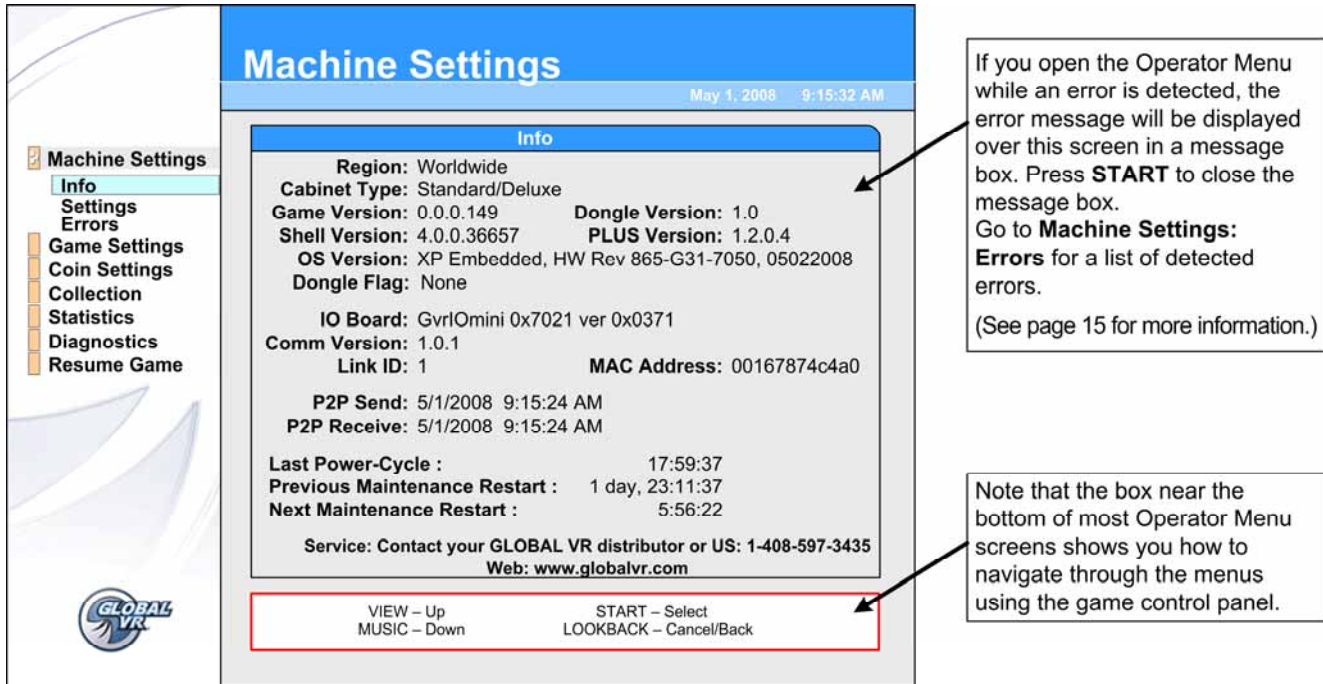 Machine Settings
May 1, 2008 9:15:32 AM
Machine Settings
Info
Settings
Errors
Game Settings
Coin Settings
Collection
Statistics
Diagnostics
Resume Game
GLOBAL
VR
Info
Region: Worldwide
Cabinet Type: Standard/Deluxe
Game Version: 0.0.0.149 Dongle Version: 1.0
Shell Version: 4.0.0.36657 PLUS Version: 1.2.0.4
OS Version: XP Embedded, HW Rev 865-G31-7050, 05022008
Dongle Flag: None
IO Board: GvrIOmini 0x7021 ver 0x0371
Comm Version: 1.0.1
Link ID: 1 MAC Address: 00167874c4a0
P2P Send: 5/1/2008 9:15:24 AM
P2P Receive: 5/1/2008 9:15:24 AM
Last Power-Cycle : 17:59:37
Previous Maintenance Restart : 1 day, 23:11:37
Next Maintenance Restart : 5:56:22
Service: Contact your GLOBAL VR distributor or US: 1-408-597-3435
Web: www.globalvr.com
VIEW – Up START – Select
MUSIC – Down LOOKBACK – Cancel/Back
If you open the Operator Menu
while an error is detected, the
error message will be displayed
over this screen in a message
box. Press START to close the
message box.
Go to Machine Settings:
Errors for a list of detected
errors.
(See page 15 for more information.)
Note that the box near the
bottom of most Operator Menu
screens shows you how to
navigate through the menus
using the game control panel.